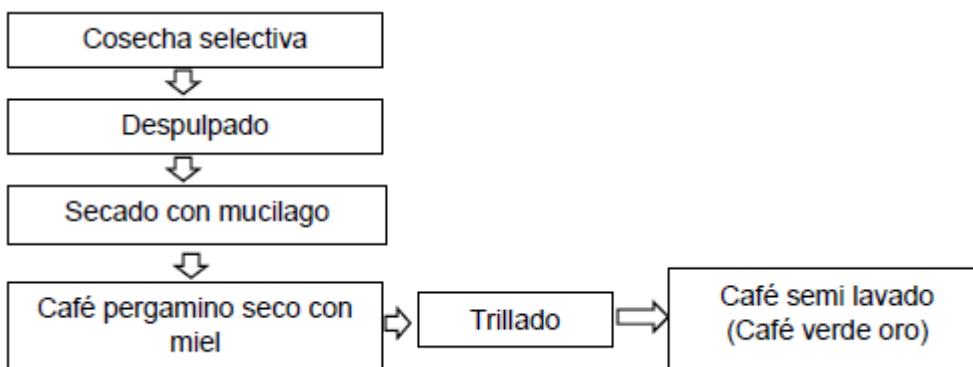 Cosecha selectiva
Despulpado
Secado con mucilago
Café pergamino seco con
miel
Trillado
Café semi lavado
(Café verde oro)